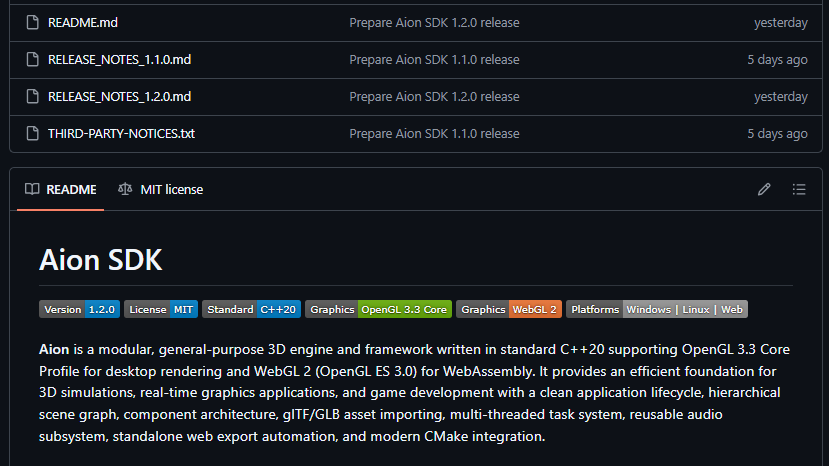 README.md Prepare Aion SDK 1.2.0 release yesterday
RELEASE_NOTES_1.1.0.md Prepare Aion SDK 1.1.0 release 5 days ago
RELEASE_NOTES_1.2.0.md Prepare Aion SDK 1.2.0 release yesterday
THIRD-PARTY-NOTICES.txt Prepare Aion SDK 1.1.0 release 5 days ago
README MIT license
Aion SDK
Version 1.2.0 License MIT Standard C++20 Graphics OpenGL 3.3 Core Graphics WebGL 2 Platforms Windows | Linux | Web
Aion is a modular, general-purpose 3D engine and framework written in standard C++20 supporting OpenGL 3.3 Core
Profile for desktop rendering and WebGL 2 (OpenGL ES 3.0) for WebAssembly. It provides an efficient foundation for
3D simulations, real-time graphics applications, and game development with a clean application lifecycle, hierarchical
scene graph, component architecture, glTF/GLB asset importing, multi-threaded task system, reusable audio
subsystem, standalone web export automation, and modern CMake integration.